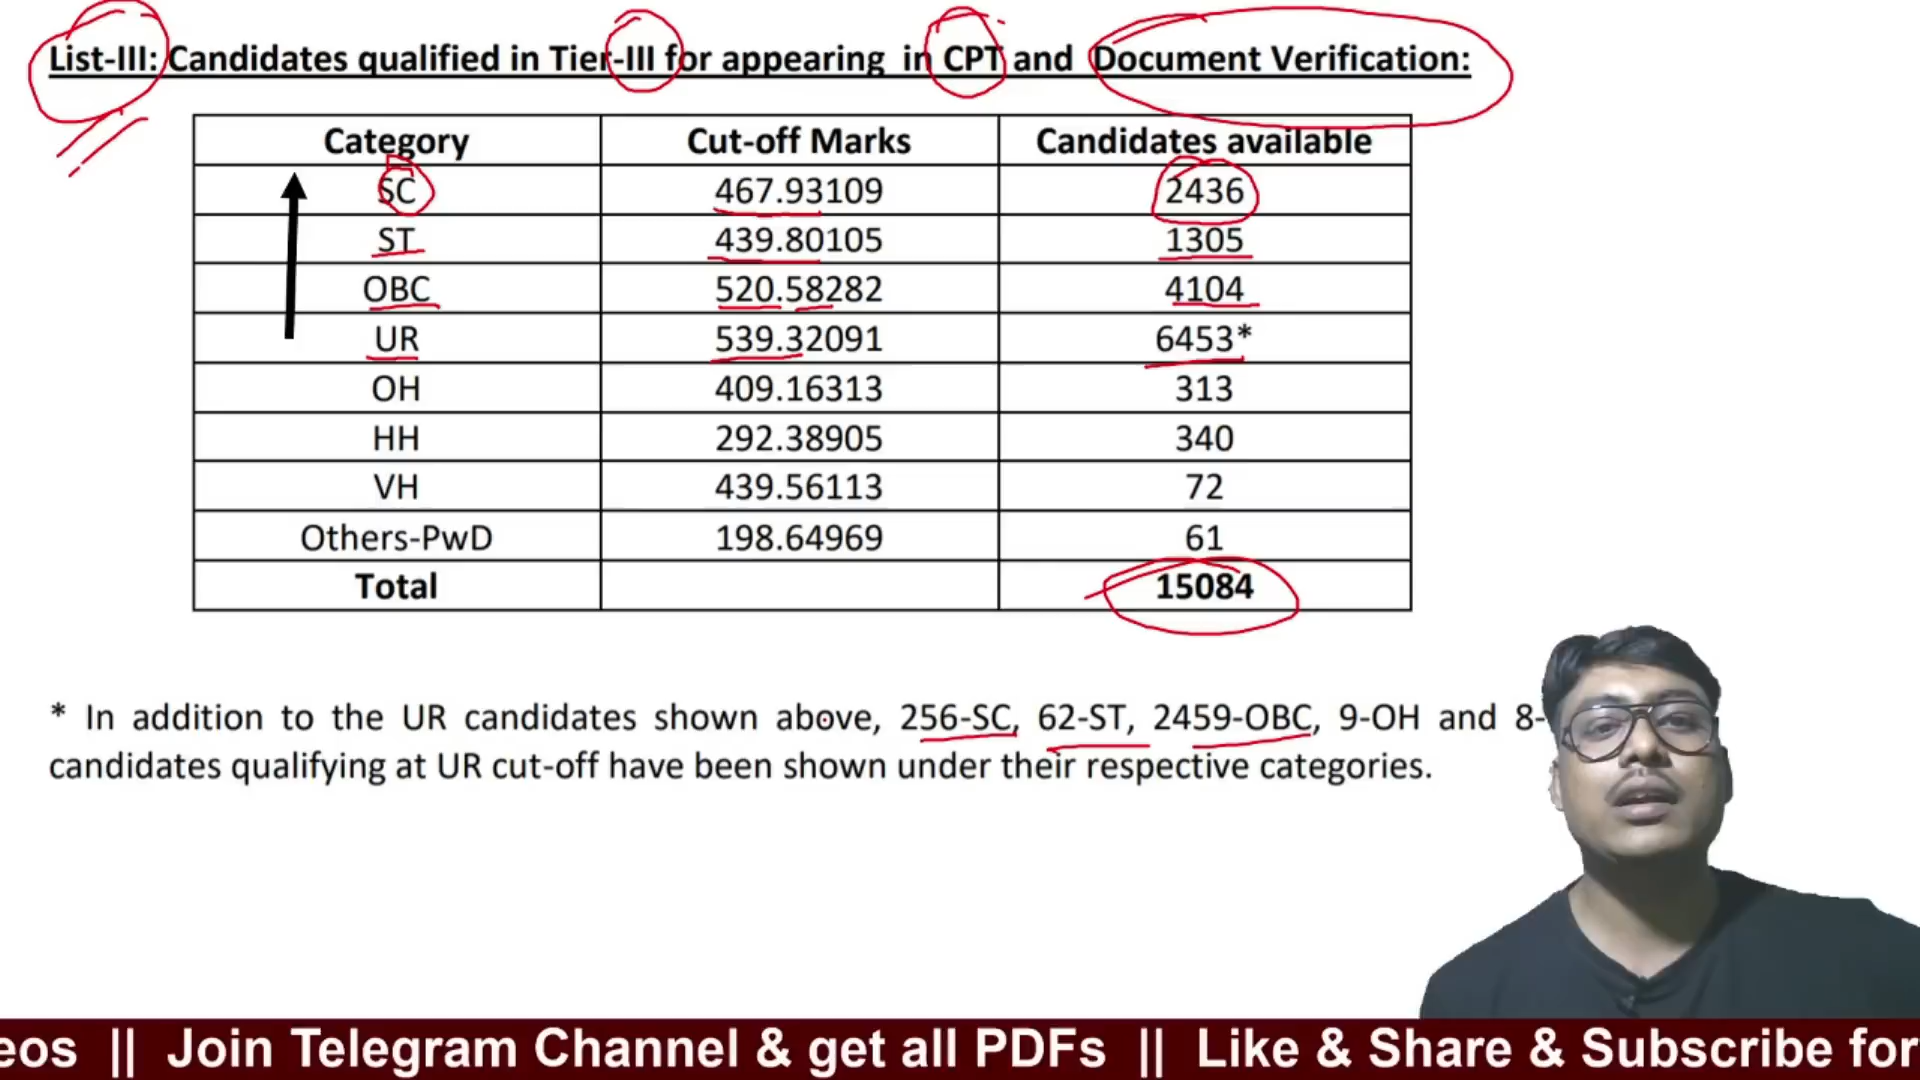 List-III: Candidates qualified in Tier-III for appearing in CPT and Document Verification:
Category Cut-off Marks Candidates available
SC 467.93109 2436
ST 439.80105 1305
OBC 520.58282 4104
UR 539.32091 6453*
OH 409.16313 313
HH 292.38905 340
VH 439.56113 72
Others-PwD 198.64969 61
Total 15084
* In addition to the UR candidates shown above, 256-SC, 62-ST, 2459-OBC, 9-OH and 8-
candidates qualifying at UR cut-off have been shown under their respective categories.
eos || Join Telegram Channel & get all PDFs || Like & Share & Subscribe for